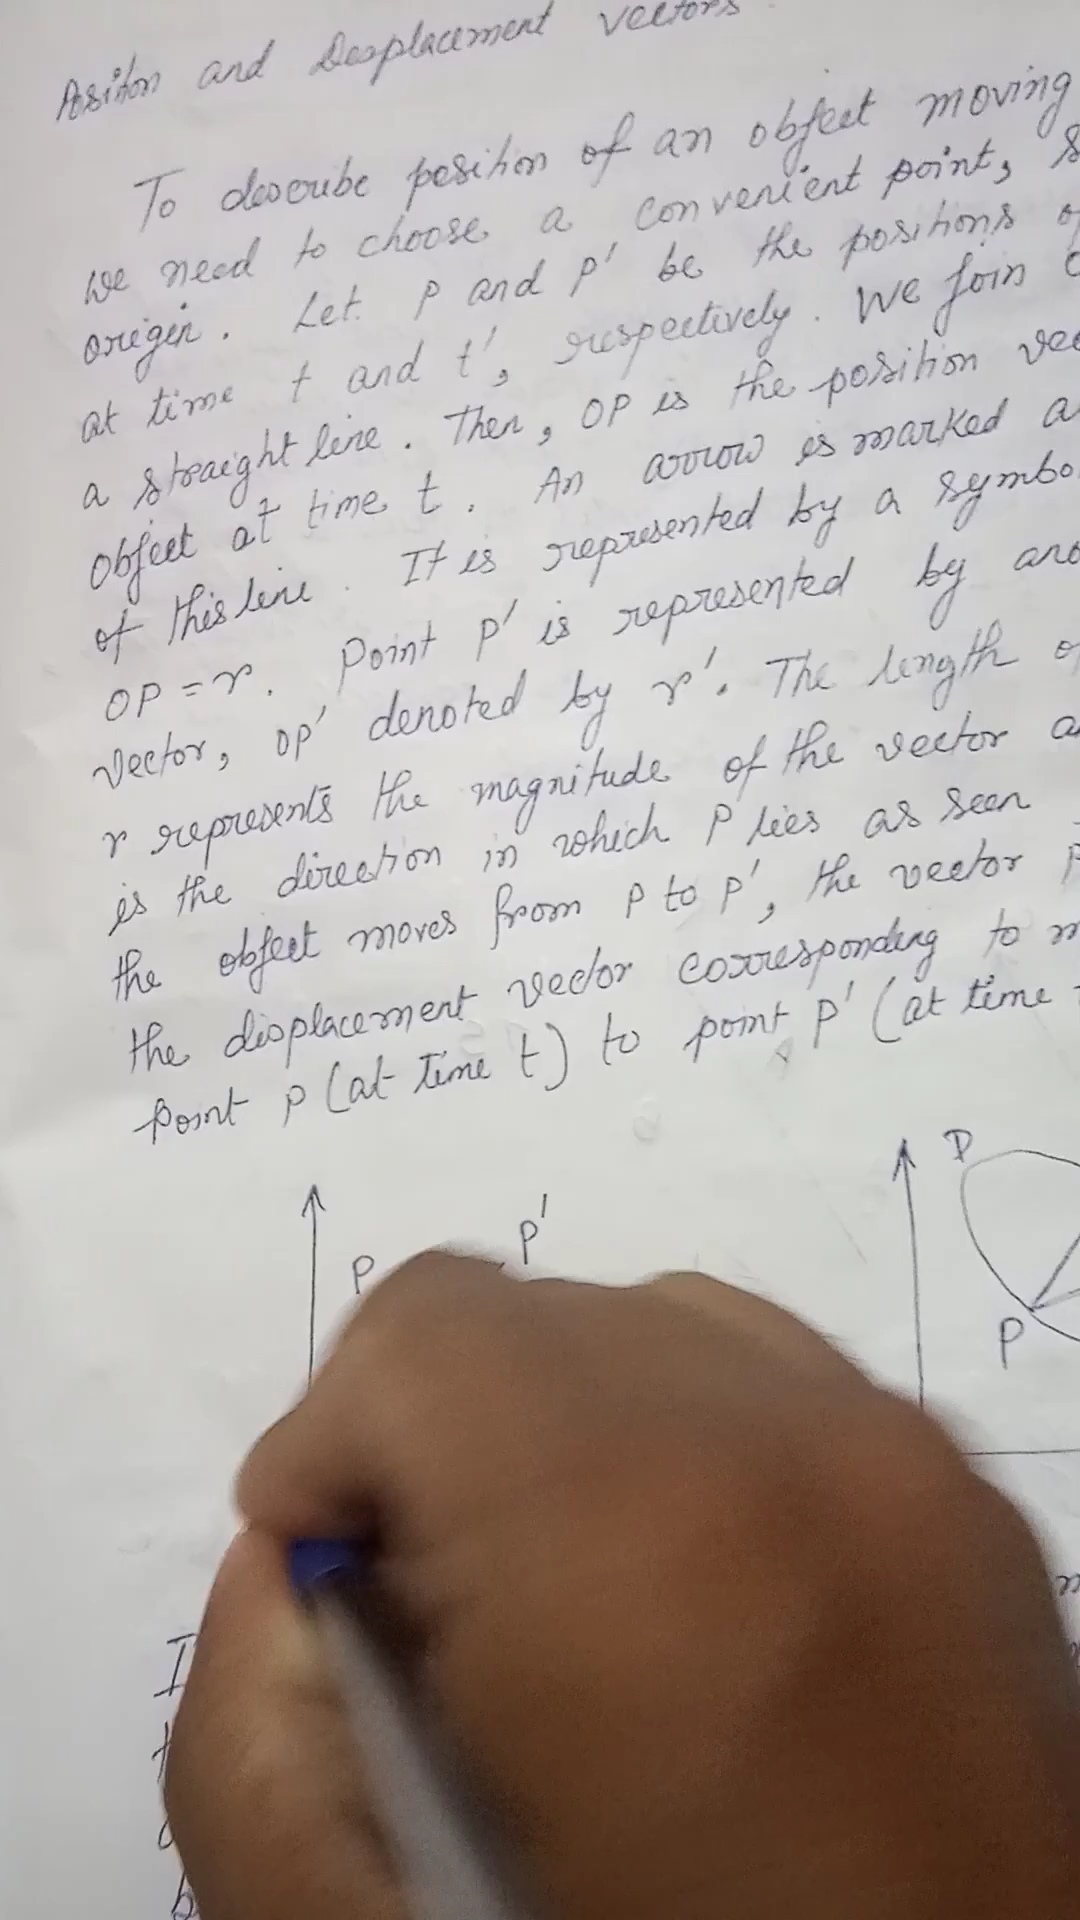 Position and Desplacement vectors
To describe position of an object moving
we need to choose a convenient point,
origin. Let. P and P' be the positions
at time t and t', respectively. We join
a straight line. Then, OP is the position
object at time t. An arrow is marked
of this line. It is represented by a
OP = r. Point P' is represented by
vector, OP' denoted by r'. The length
r represents the magnitude of the vector
is the direction in which P lies as seen
the object moves from P to P', the vector
the displacement vector corresponding to
point P (at time t) to point P' (at time
P P'
P